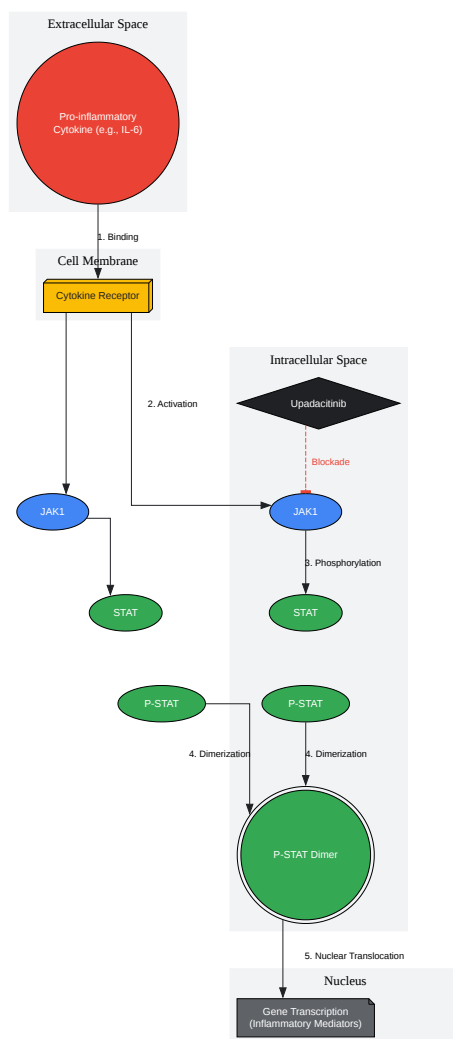 Extracellular Space
Pro-inflammatory
Cytokine (e.g., IL-6)
1. Binding
Cell Membrane
Cytokine Receptor
Intracellular Space
Upadacitinib
2. Activation
Blockade
JAK1
JAK1
3. Phosphorylation
STAT
STAT
P-STAT
P-STAT
4. Dimerization
4. Dimerization
P-STAT Dimer
5. Nuclear Translocation
Nucleus
Gene Transcription
(Inflammatory Mediators)